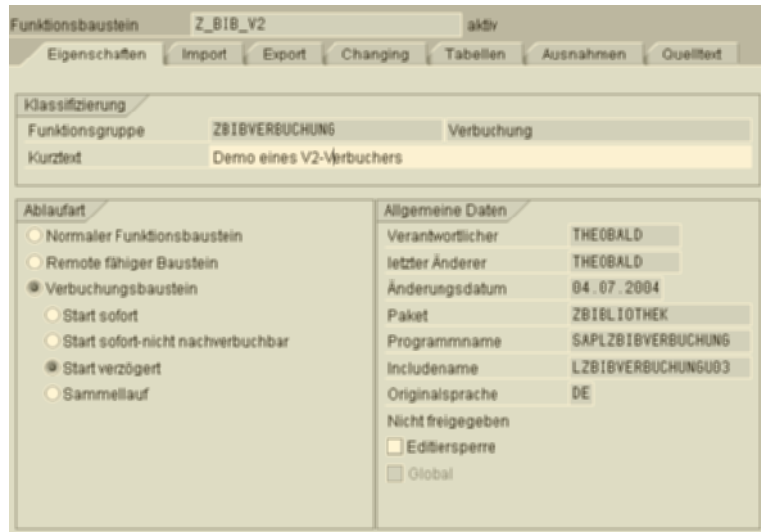 Funktionsbaustein Z_BIB_V2 aktiv
Eigenschaften Import Export Changing Tabellen Ausnahmen Quelltext
Klassifizierung
Funktionsgruppe ZBIBVERBUCHUNG Verbuchung
Kurztext Demo eines V2-Verbuchers
Ablaufart
Normaler Funktionsbaustein
Remote fähiger Baustein
Verbuchungsbaustein
Start sofort
Start sofort-nicht nachverbuchbar
Start verzögert
Sammellauf
Allgemeine Daten
Verantwortlicher THEOBALD
letzter Änderer THEOBALD
Änderungsdatum 04.07.2004
Paket ZBIBLIOTHEK
Programmname SAPLZBIBVERBUCHUNG
Includename LZBIBVERBUCHUNGU03
Originalsprache DE
Nicht freigegeben
Editiersperre
Global